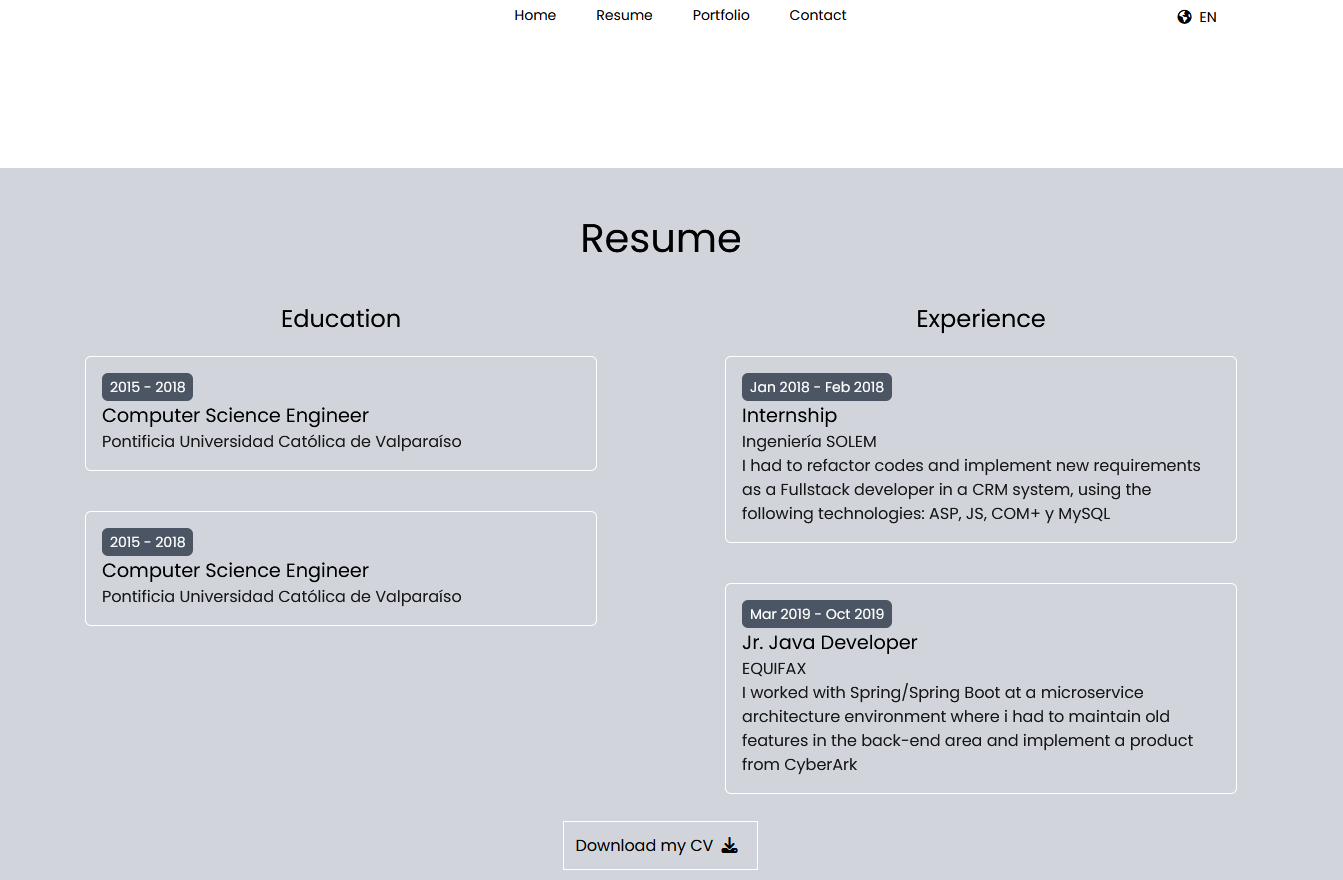 Home Resume Portfolio Contact EN
Resume
Education
2015 - 2018
Computer Science Engineer
Pontificia Universidad Católica de Valparaíso
2015 - 2018
Computer Science Engineer
Pontificia Universidad Católica de Valparaíso
Experience
Jan 2018 - Feb 2018
Internship
Ingeniería SOLEM
I had to refactor codes and implement new requirements
as a Fullstack developer in a CRM system, using the
following technologies: ASP, JS, COM+ y MySQL
Mar 2019 - Oct 2019
Jr. Java Developer
EQUIFAX
I worked with Spring/Spring Boot at a microservice
architecture environment where i had to maintain old
features in the back-end area and implement a product
from CyberArk
Download my CV